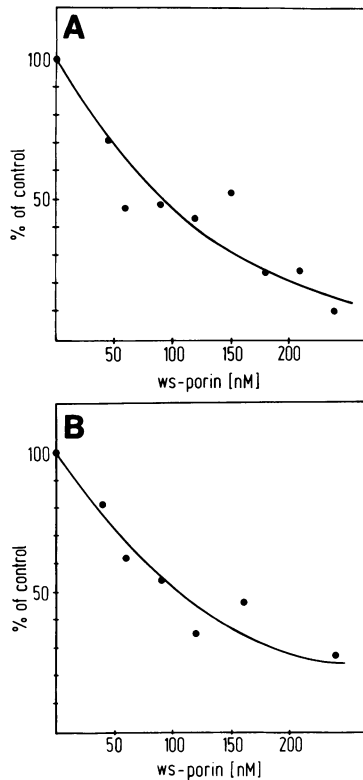 A
100
50
% of control
50
100
150
200
ws-porin [nM]
B
100
50
% of control
50
100
150
200
ws-porin [nM]